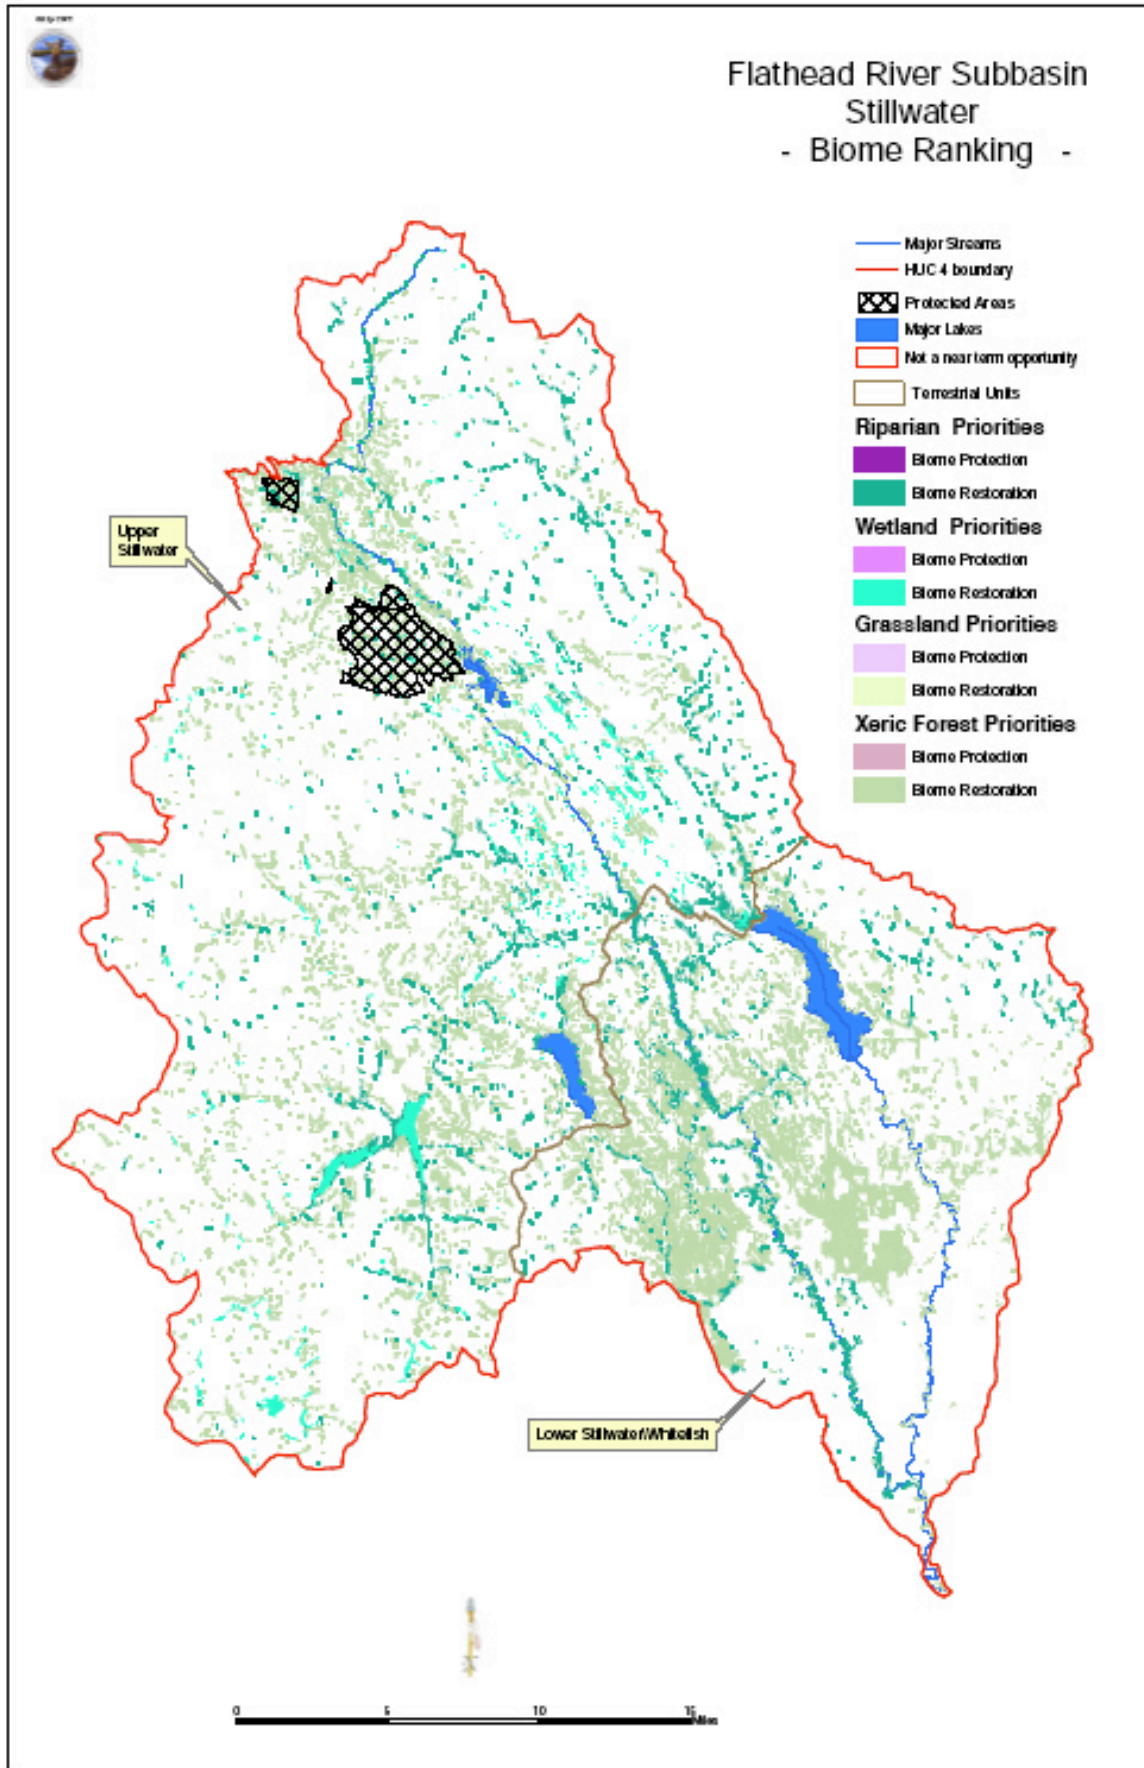 Flathead River Subbasin
Stillwater
- Biome Ranking -
Major Streams
HUC 4 boundary
Protected Areas
Major Lakes
Not a near term opportunity
Terrestrial Units
Riparian Priorities
Biome Protection
Biome Restoration
Wetland Priorities
Biome Protection
Biome Restoration
Grassland Priorities
Biome Protection
Biome Restoration
Xeric Forest Priorities
Biome Protection
Biome Restoration
Upper
Stillwater
Lower Stillwater/Whitefish
0 5 10 15
Miles